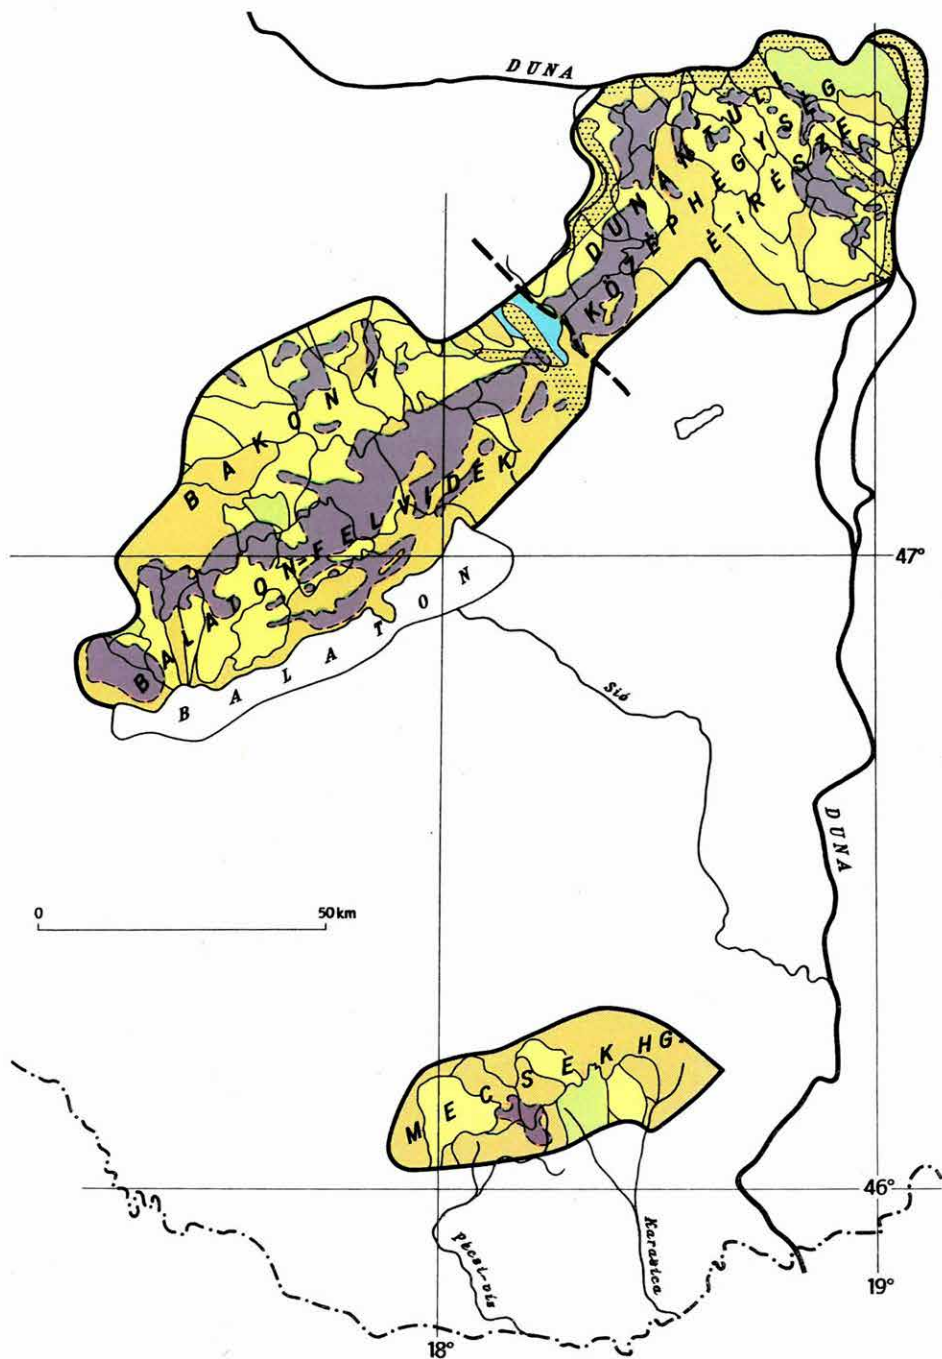 DUNA
DUNÁNTÚLI
KÖZÉPHEGYSÉG
É-i RÉSZE
BAKONY
BALATON-FELVIDÉK
BALATON
47°
Sió
DUNA
0 50 km
MECSEK HG.
46°
Karasica
19°
18°